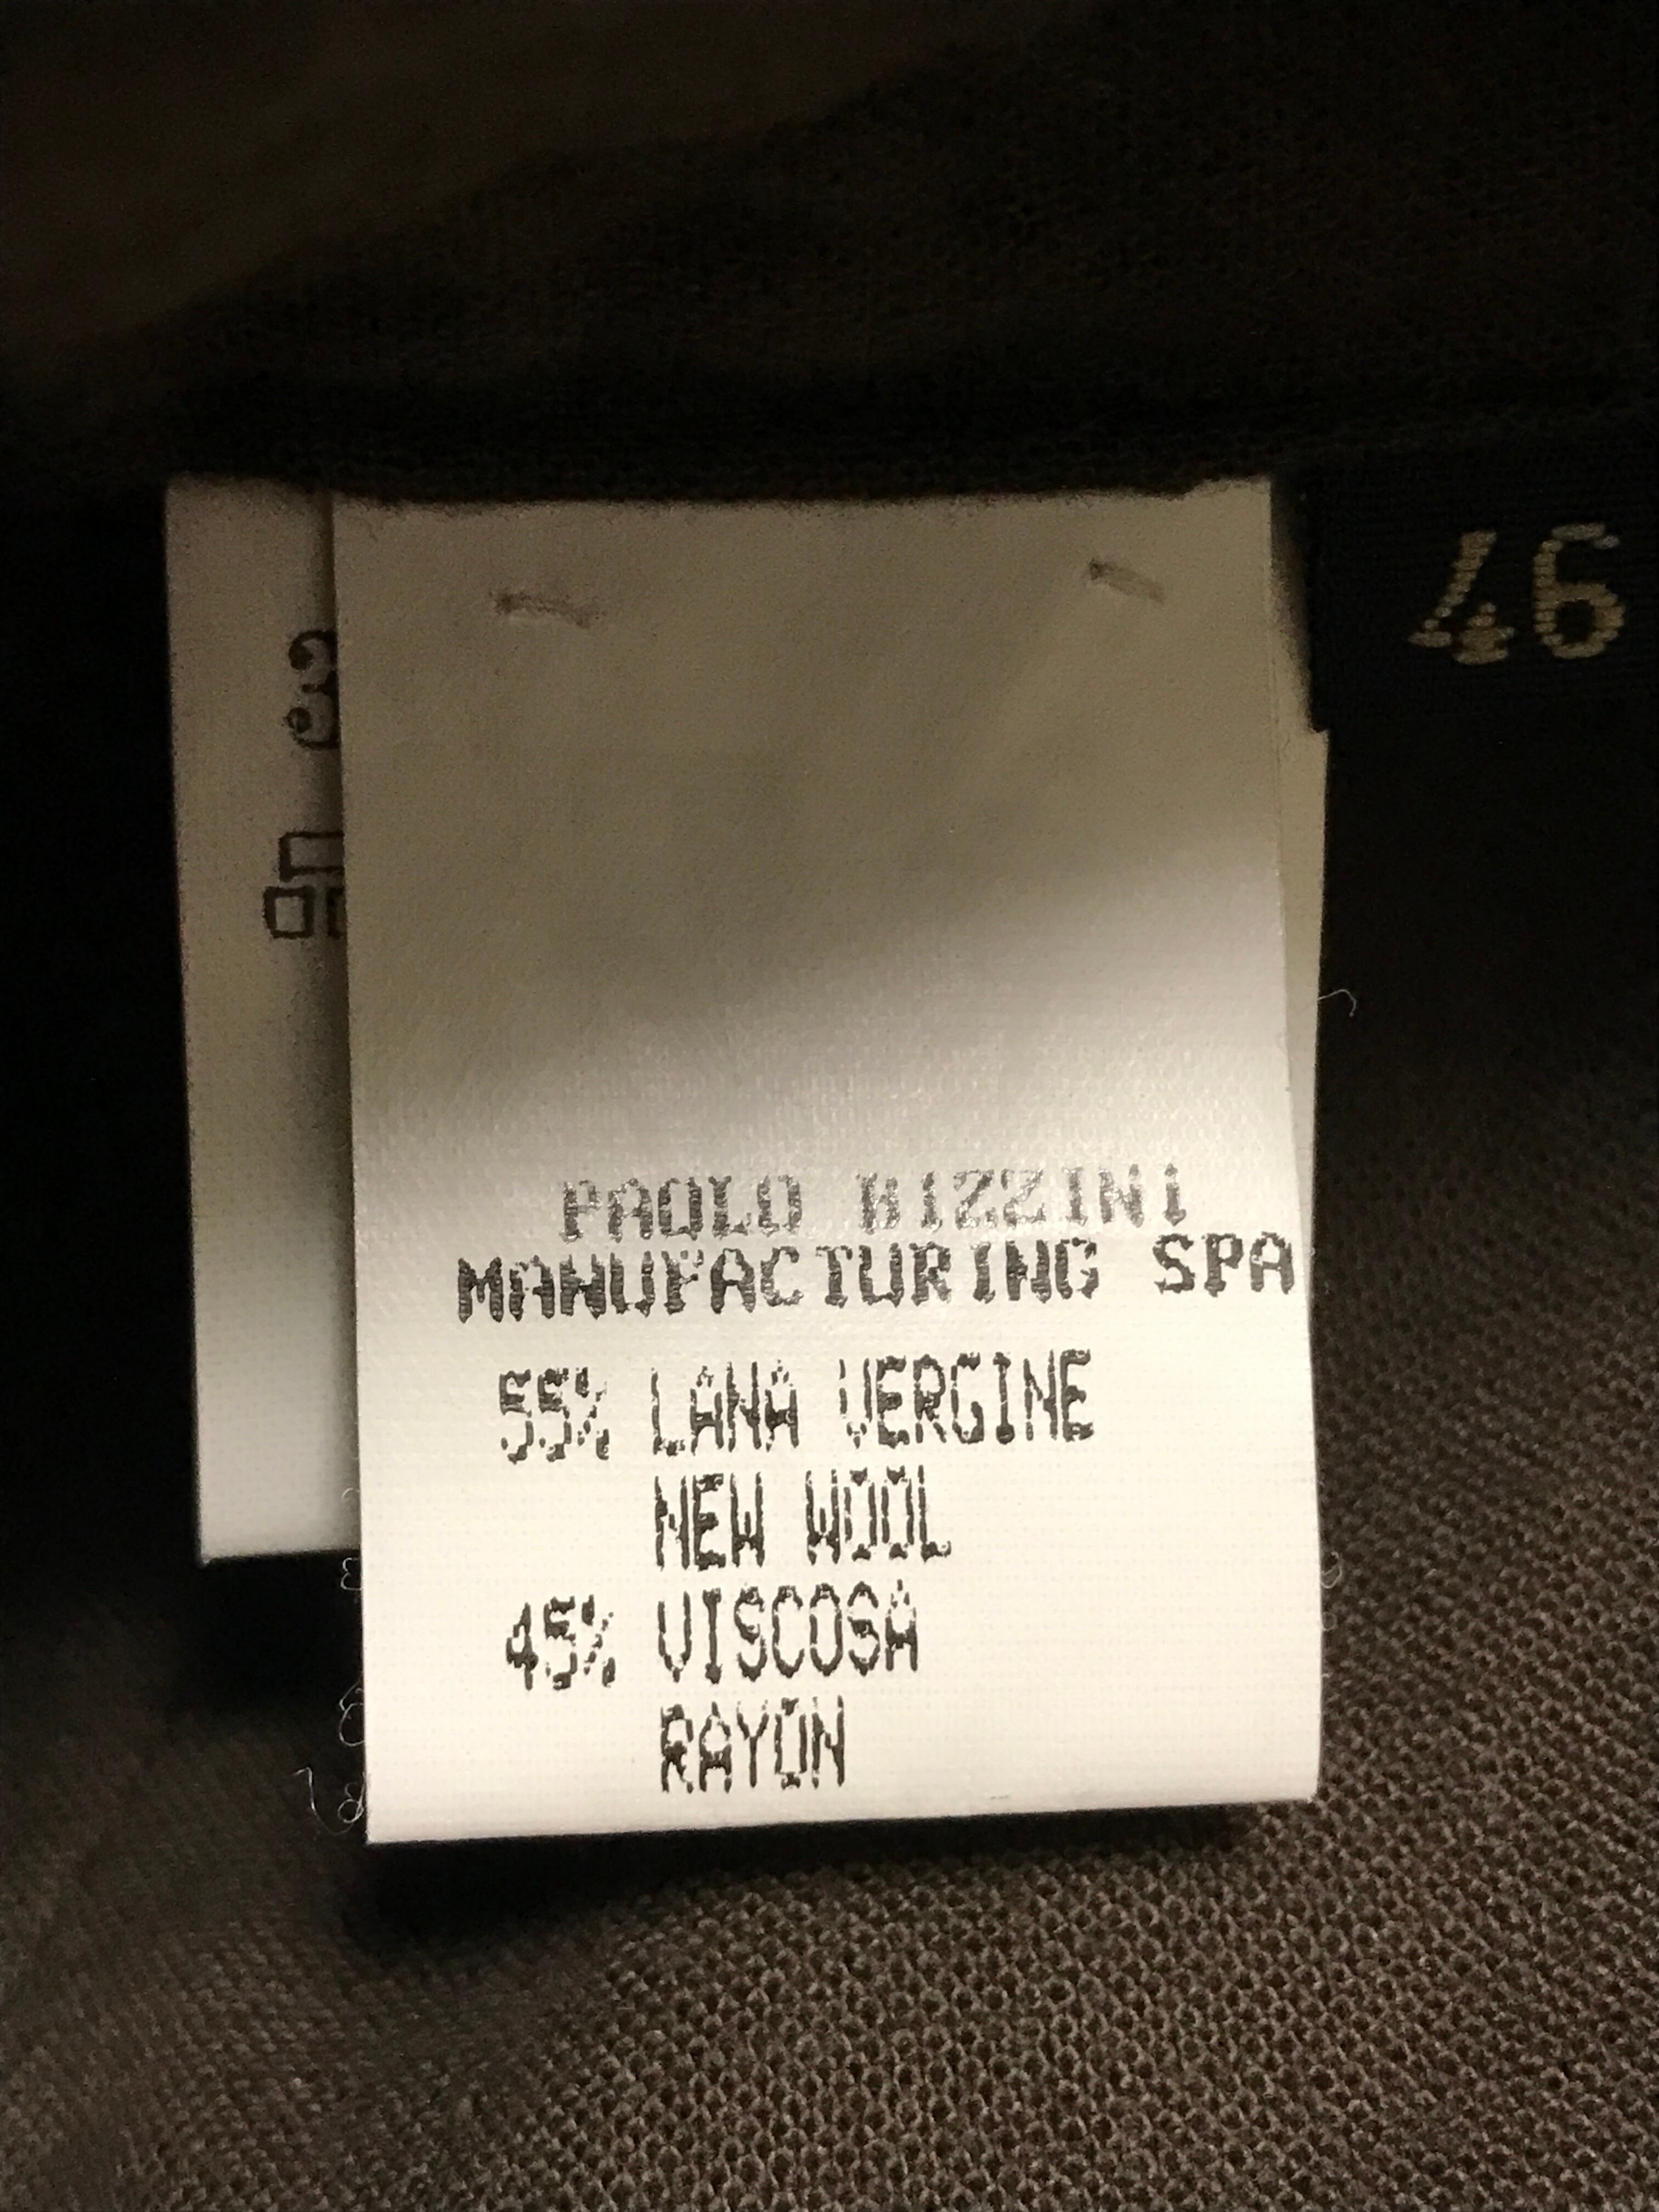 46
PAOLO BIZZINI
MANUFACTURING SPA
55% LANA VERGINE
NEW WOOL
45% VISCOSA
RAYON